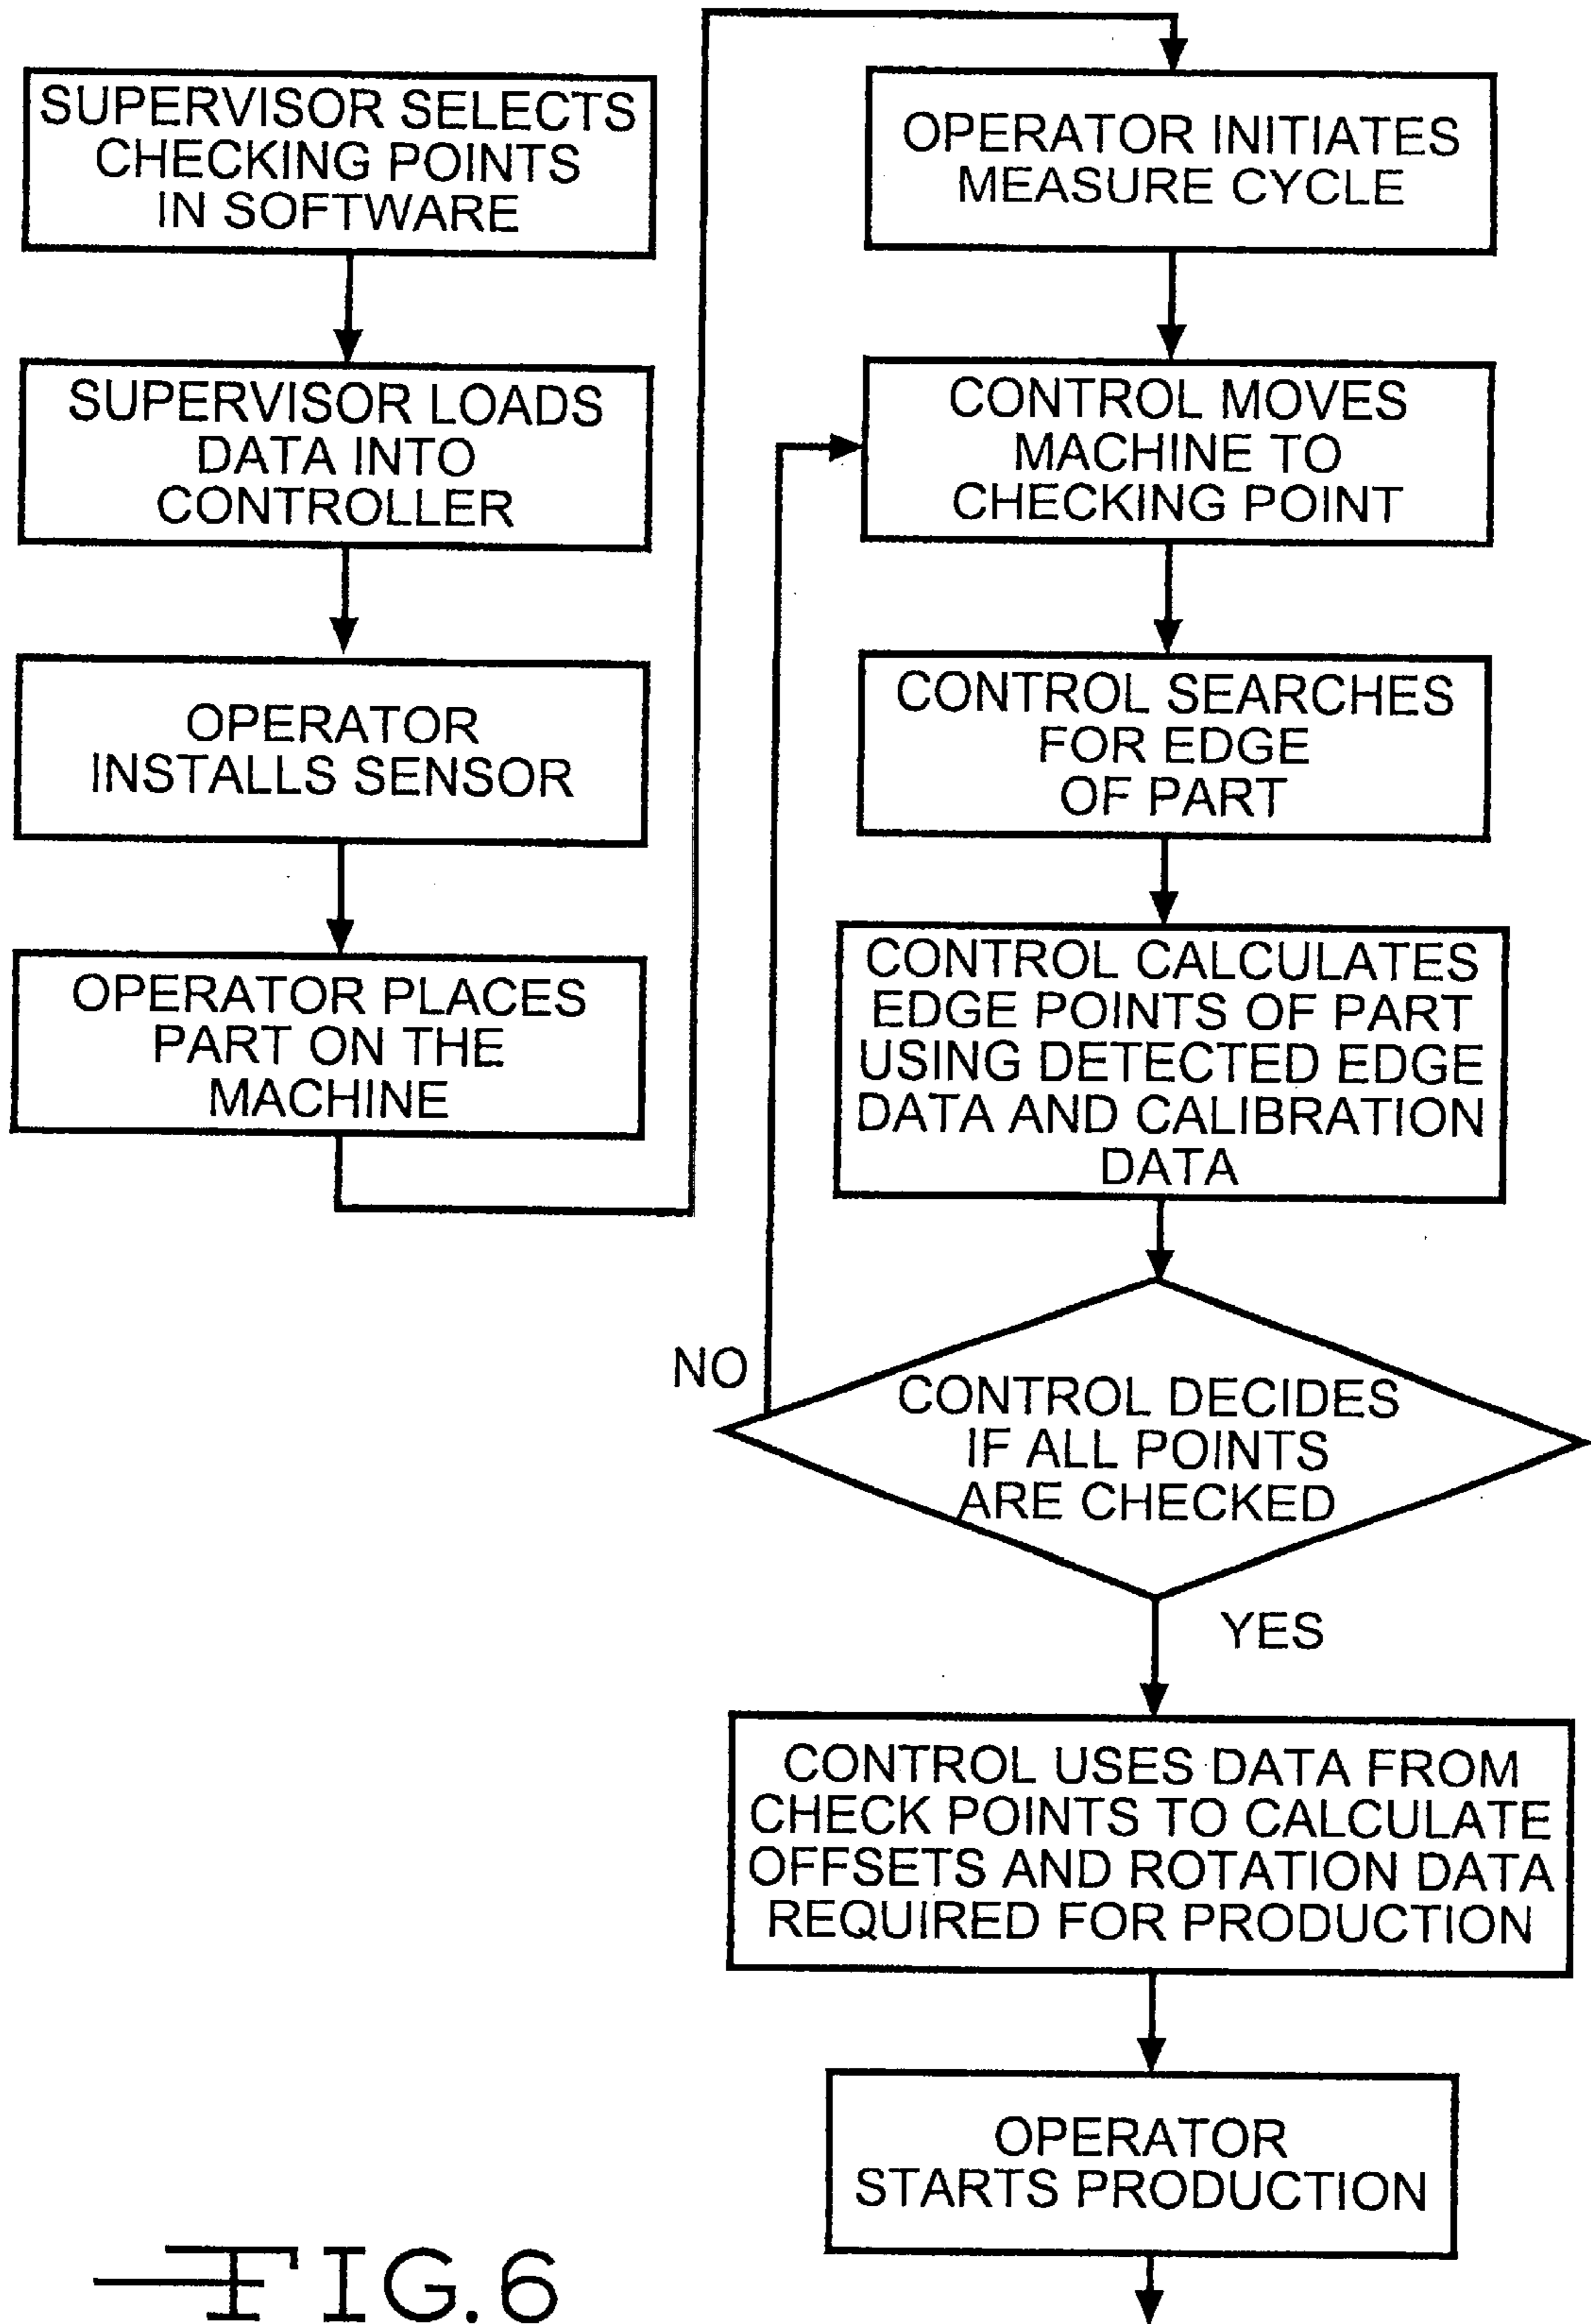 SUPERVISOR SELECTS
CHECKING POINTS
IN SOFTWARE
SUPERVISOR LOADS
DATA INTO
CONTROLLER
OPERATOR
INSTALLS SENSOR
OPERATOR PLACES
PART ON THE
MACHINE
OPERATOR INITIATES
MEASURE CYCLE
CONTROL MOVES
MACHINE TO
CHECKING POINT
CONTROL SEARCHES
FOR EDGE
OF PART
CONTROL CALCULATES
EDGE POINTS OF PART
USING DETECTED EDGE
DATA AND CALIBRATION
DATA
NO
CONTROL DECIDES
IF ALL POINTS
ARE CHECKED
YES
CONTROL USES DATA FROM
CHECK POINTS TO CALCULATE
OFFSETS AND ROTATION DATA
REQUIRED FOR PRODUCTION
OPERATOR
STARTS PRODUCTION
FIG.6